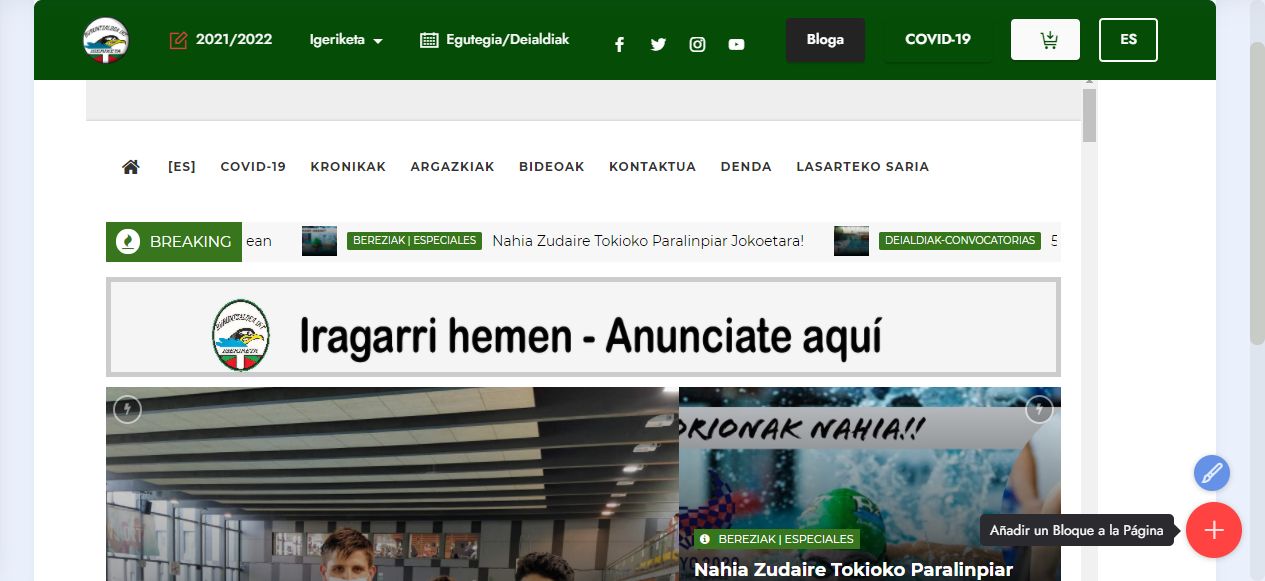 2021/2022 Igeriketa Egutegia/Deialdiak Bloga COVID-19 ES
[ES] COVID-19 KRONIKAK ARGAZKIAK BIDEOAK KONTAKTUA DENDA LASARTEKO SARIA
BREAKING ean BEREZIAK | ESPECIALES Nahia Zudaire Tokioko Paralinpiar Jokoetara! DEIALDIAK-CONVOCATORIAS 5
IGERIKETA
Iragarri hemen - Anunciate aquí
ORIONAK NAHIA!!
BEREZIAK | ESPECIALES
Nahia Zudaire Tokioko Paralinpiar
Añadir un Bloque a la Página